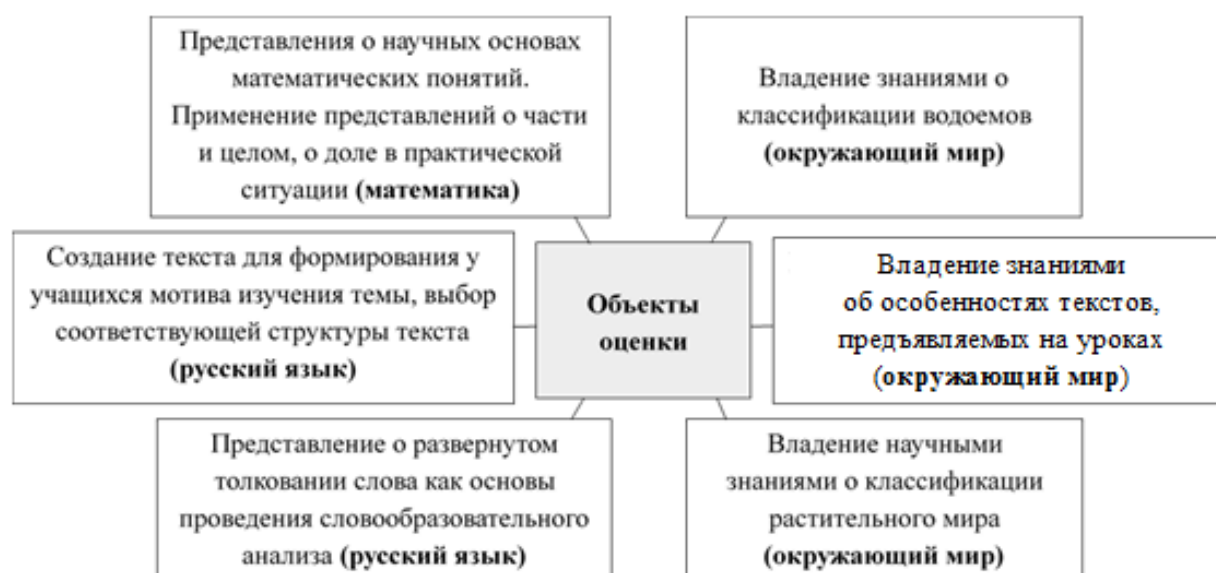 Представления о научных основах
математических понятий.
Применение представлений о части
и целом, о доле в практической
ситуации (математика)
Владение знаниями о
классификации водоемов
(окружающий мир)
Создание текста для формирования у
учащихся мотива изучения темы, выбор
соответствующей структуры текста
(русский язык)
Объекты
оценки
Владение знаниями
об особенностях текстов,
предъявляемых на уроках
(окружающий мир)
Представление о развернутом
толковании слова как основы
проведения словообразовательного
анализа (русский язык)
Владение научными
знаниями о классификации
растительного мира
(окружающий мир)